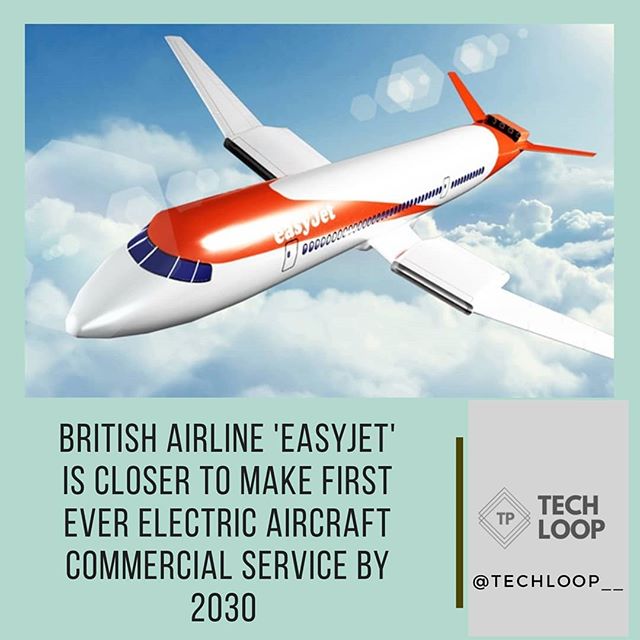 easyJet
BRITISH AIRLINE 'EASYJET'
IS CLOSER TO MAKE FIRST
EVER ELECTRIC AIRCRAFT
COMMERCIAL SERVICE BY
2030
TP
TECH
LOOP
@TECHLOOP__